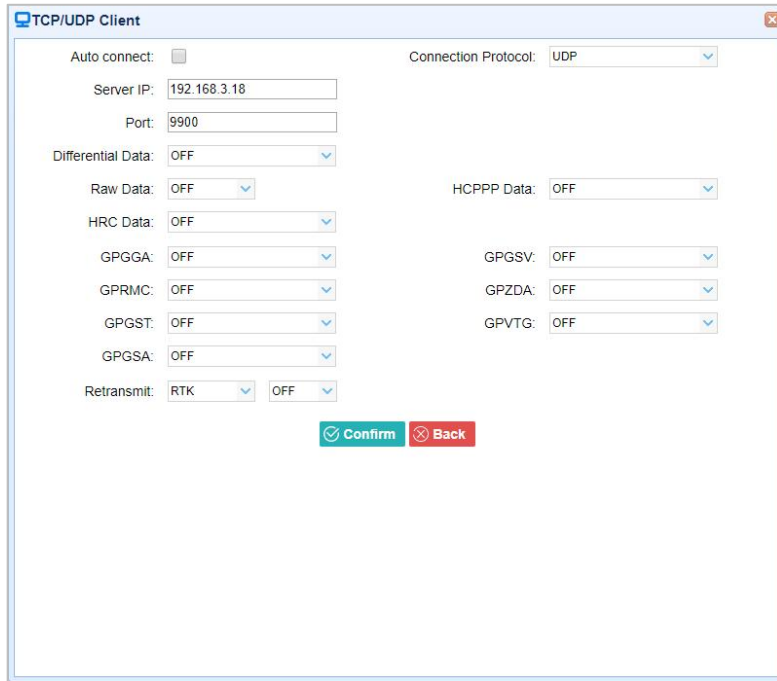 TCP/UDP Client
Auto connect: Connection Protocol: UDP
Server IP: 192.168.3.18
Port: 9900
Differential Data: OFF
Raw Data: OFF HCPPP Data: OFF
HRC Data: OFF
GPGGA: OFF GPGSV: OFF
GPRMC: OFF GPZDA: OFF
GPGST: OFF GPVTG: OFF
GPGSA: OFF
Retransmit: RTK OFF
Confirm Back